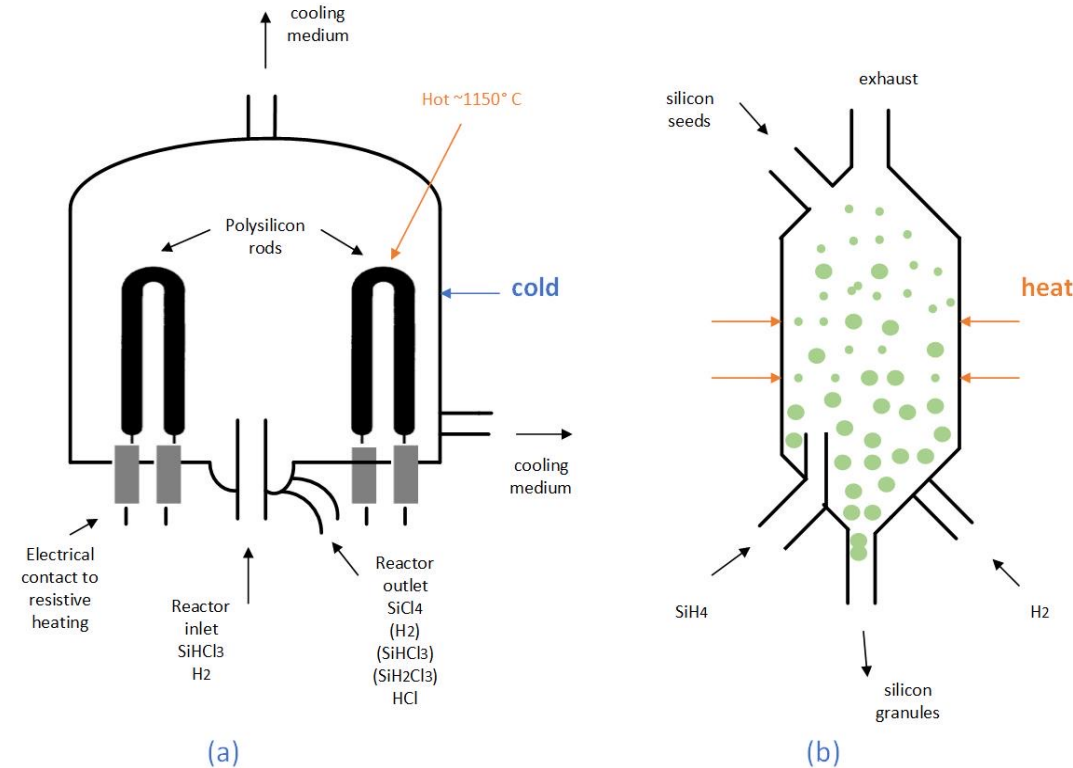 cooling
medium
Hot ~1150° C
Polysilicon
rods
cold
cooling
medium
Electrical
contact to
resistive
heating
Reactor
inlet
SiHCl3
H2
Reactor
outlet
SiCl4
(H2)
(SiHCl3)
(SiH2Cl3)
HCl
(a)
exhaust
silicon
seeds
heat
SiH4
H2
silicon
granules
(b)